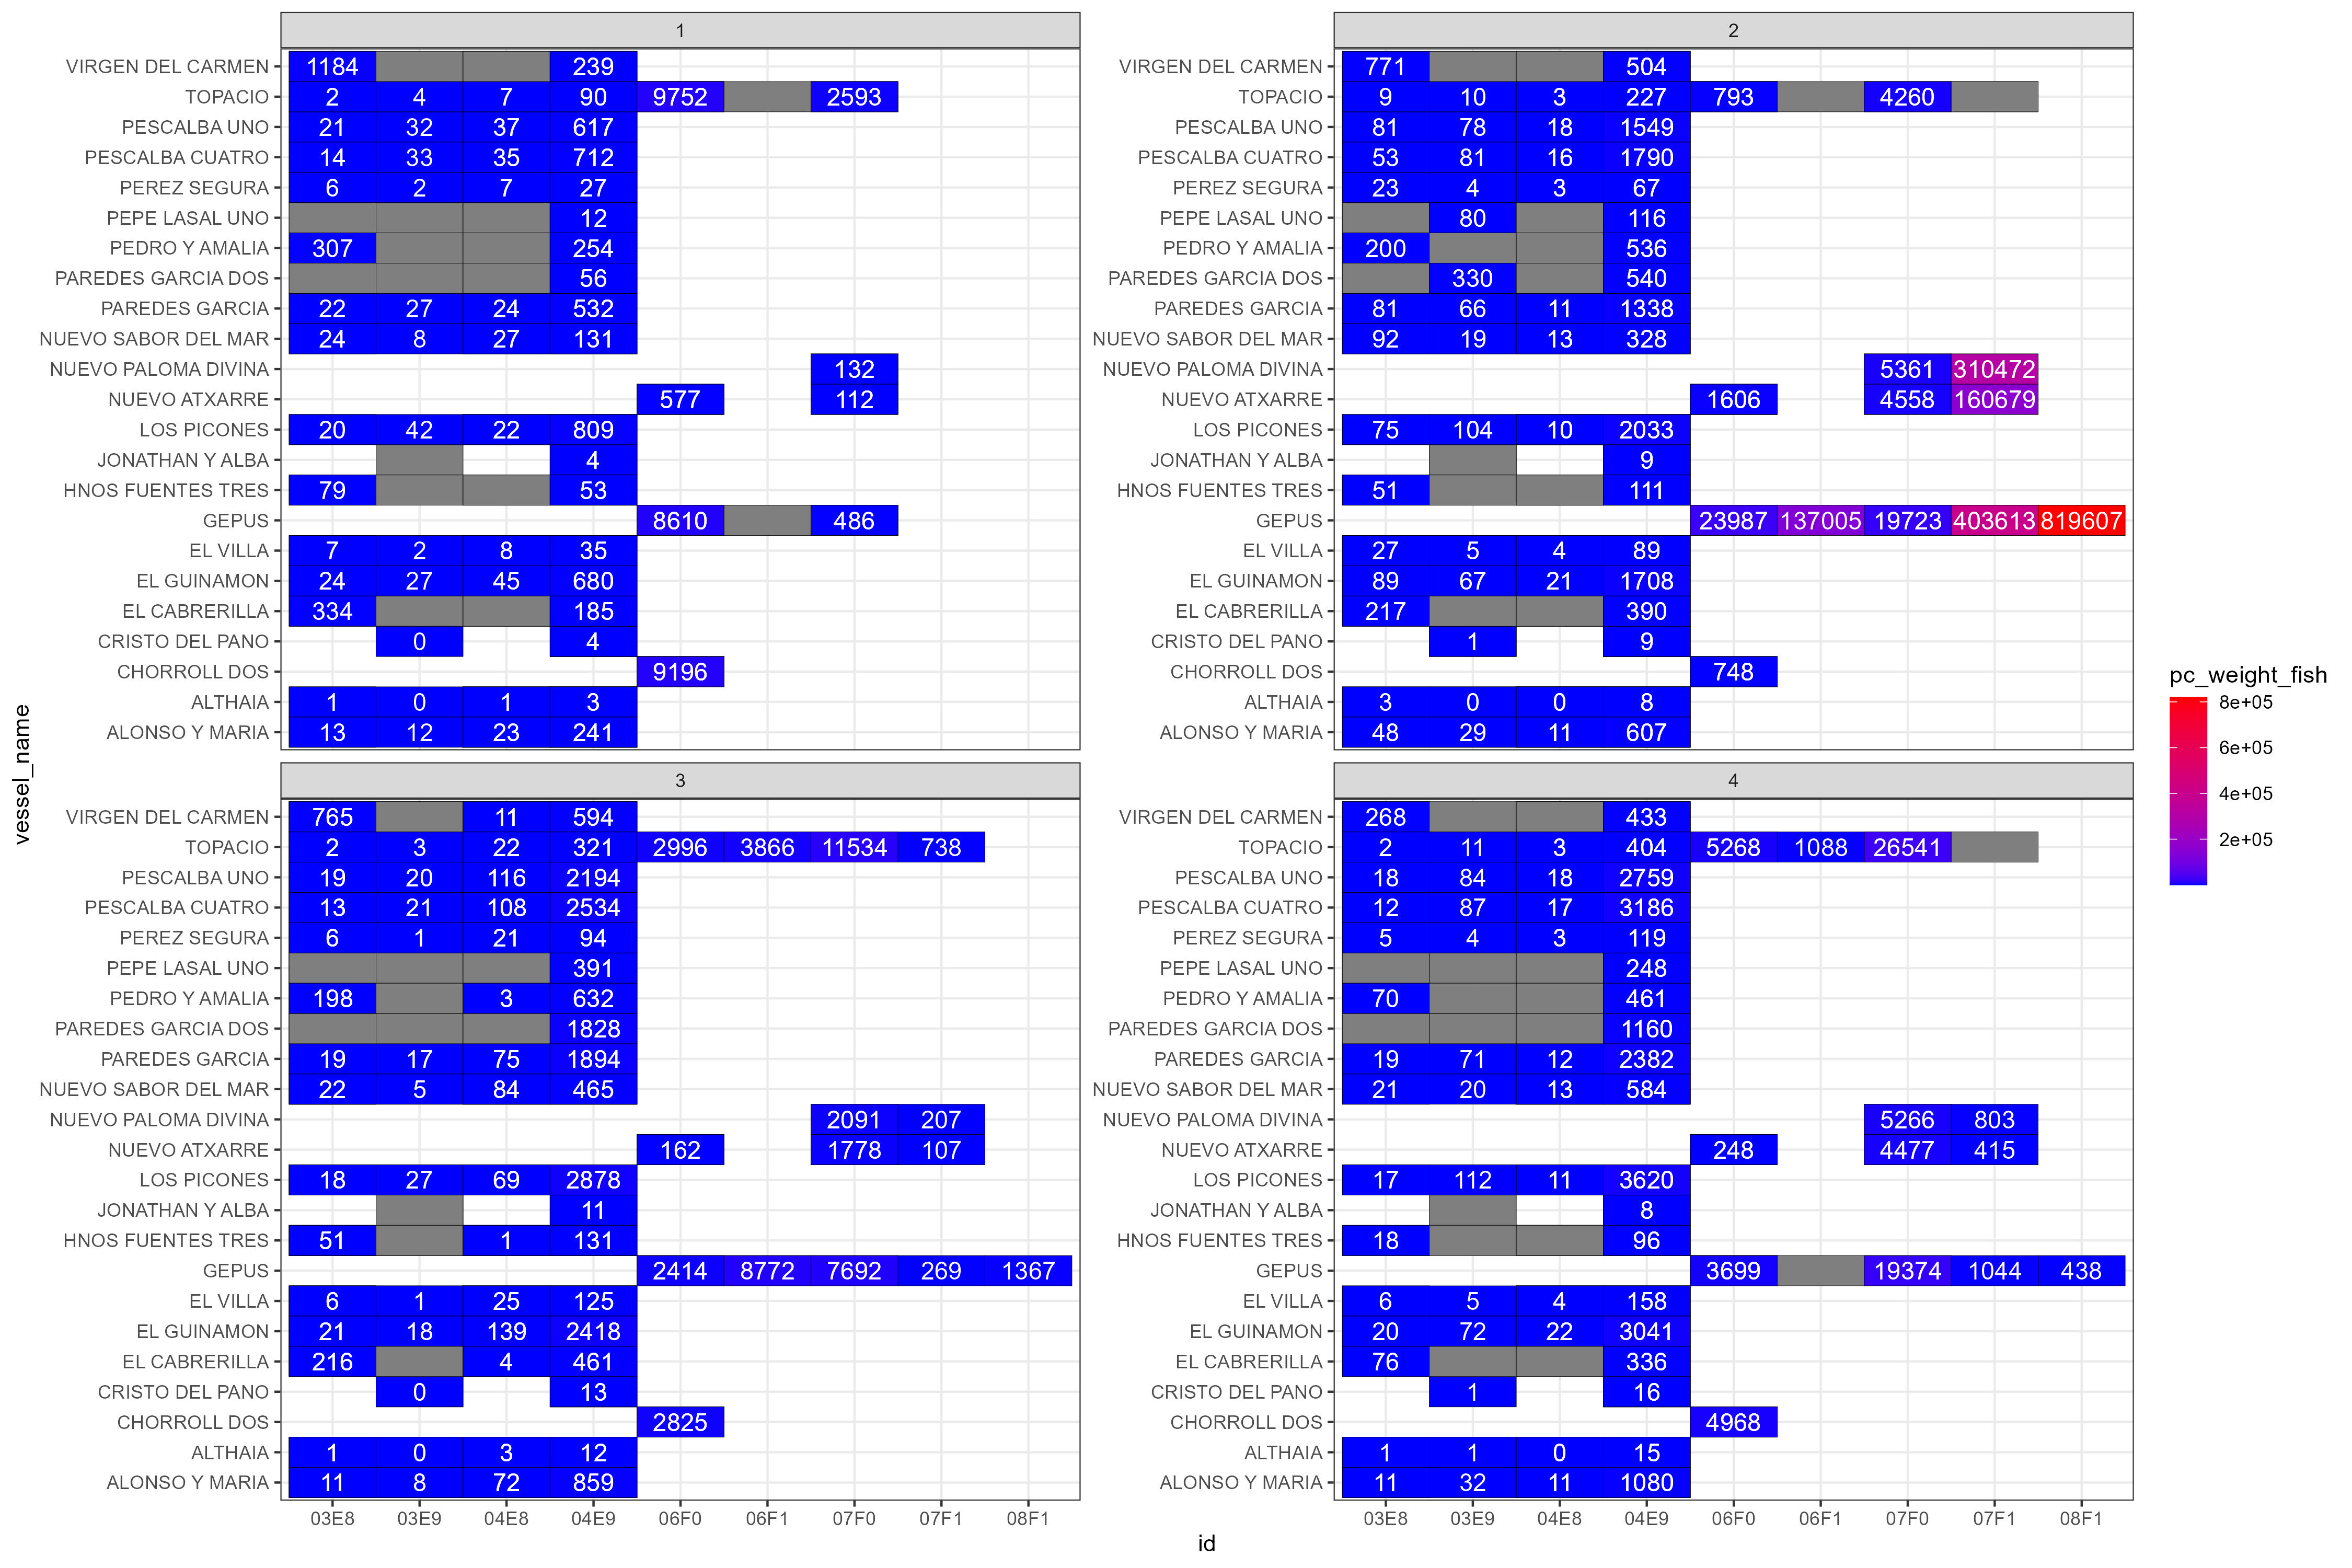 1
VIRGEN DEL CARMEN 1184 239
TOPACIO 2 4 7 90 9752 2593
PESCALBA UNO 21 32 37 617
PESCALBA CUATRO 14 33 35 712
PEREZ SEGURA 6 2 7 27
PEPE LASAL UNO 12
PEDRO Y AMALIA 307 254
PAREDES GARCIA DOS 56
PAREDES GARCIA 22 27 24 532
NUEVO SABOR DEL MAR 24 8 27 131
NUEVO PALOMA DIVINA 132
NUEVO ATXARRE 577 112
LOS PICONES 20 42 22 809
JONATHAN Y ALBA 4
HNOS FUENTES TRES 79 53
GEPUS 8610 486
EL VILLA 7 2 8 35
EL GUINAMON 24 27 45 680
EL CABRERILLA 334 185
CRISTO DEL PANO 0 4
CHORROLL DOS 9196
ALTHAIA 1 0 1 3
ALONSO Y MARIA 13 12 23 241
2
VIRGEN DEL CARMEN 771 504
TOPACIO 9 10 3 227 793 4260
PESCALBA UNO 81 78 18 1549
PESCALBA CUATRO 53 81 16 1790
PEREZ SEGURA 23 4 3 67
PEPE LASAL UNO 80 116
PEDRO Y AMALIA 200 536
PAREDES GARCIA DOS 330 540
PAREDES GARCIA 81 66 11 1338
NUEVO SABOR DEL MAR 92 19 13 328
NUEVO PALOMA DIVINA 5361 310472
NUEVO ATXARRE 1606 4558 160679
LOS PICONES 75 104 10 2033
JONATHAN Y ALBA 9
HNOS FUENTES TRES 51 111
GEPUS 23987 137005 19723 403613 819607
EL VILLA 27 5 4 89
EL GUINAMON 89 67 21 1708
EL CABRERILLA 217 390
CRISTO DEL PANO 1 9
CHORROLL DOS 748
ALTHAIA 3 0 0 8
ALONSO Y MARIA 48 29 11 607
3
VIRGEN DEL CARMEN 765 11 594
TOPACIO 2 3 22 321 2996 3866 11534 738
PESCALBA UNO 19 20 116 2194
PESCALBA CUATRO 13 21 108 2534
PEREZ SEGURA 6 1 21 94
PEPE LASAL UNO 391
PEDRO Y AMALIA 198 3 632
PAREDES GARCIA DOS 1828
PAREDES GARCIA 19 17 75 1894
NUEVO SABOR DEL MAR 22 5 84 465
NUEVO PALOMA DIVINA 2091 207
NUEVO ATXARRE 162 1778 107
LOS PICONES 18 27 69 2878
JONATHAN Y ALBA 11
HNOS FUENTES TRES 51 1 131
GEPUS 2414 8772 7692 269 1367
EL VILLA 6 1 25 125
EL GUINAMON 21 18 139 2418
EL CABRERILLA 216 4 461
CRISTO DEL PANO 0 13
CHORROLL DOS 2825
ALTHAIA 1 0 3 12
ALONSO Y MARIA 11 8 72 859
03E8 03E9 04E8 04E9 06F0 06F1 07F0 07F1 08F1
4
VIRGEN DEL CARMEN 268 433
TOPACIO 2 11 3 404 5268 1088 26541
PESCALBA UNO 18 84 18 2759
PESCALBA CUATRO 12 87 17 3186
PEREZ SEGURA 5 4 3 119
PEPE LASAL UNO 248
PEDRO Y AMALIA 70 461
PAREDES GARCIA DOS 1160
PAREDES GARCIA 19 71 12 2382
NUEVO SABOR DEL MAR 21 20 13 584
NUEVO PALOMA DIVINA 5266 803
NUEVO ATXARRE 248 4477 415
LOS PICONES 17 112 11 3620
JONATHAN Y ALBA 8
HNOS FUENTES TRES 18 96
GEPUS 3699 19374 1044 438
EL VILLA 6 5 4 158
EL GUINAMON 20 72 22 3041
EL CABRERILLA 76 336
CRISTO DEL PANO 1 16
CHORROLL DOS 4968
ALTHAIA 1 1 0 15
ALONSO Y MARIA 11 32 11 1080
03E8 03E9 04E8 04E9 06F0 06F1 07F0 07F1 08F1
vessel_name
id
pc_weight_fish
8e+05
6e+05
4e+05
2e+05